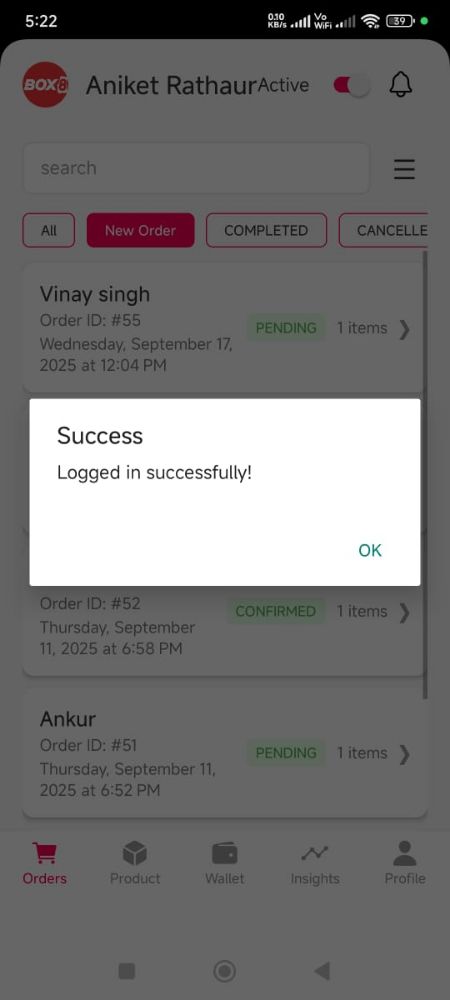 5:22
0.10 KB/s
Vo WiFi
39
BOX8
Aniket Rathaur
Active
search
All
New Order
COMPLETED
CANCELLE
Vinay singh
Order ID: #55
PENDING
1 items
Wednesday, September 17,
2025 at 12:04 PM
Success
Logged in successfully!
OK
Order ID: #52
CONFIRMED
1 items
Thursday, September
11, 2025 at 6:58 PM
Ankur
Order ID: #51
PENDING
1 items
Thursday, September 11,
2025 at 6:52 PM
Orders
Product
Wallet
Insights
Profile